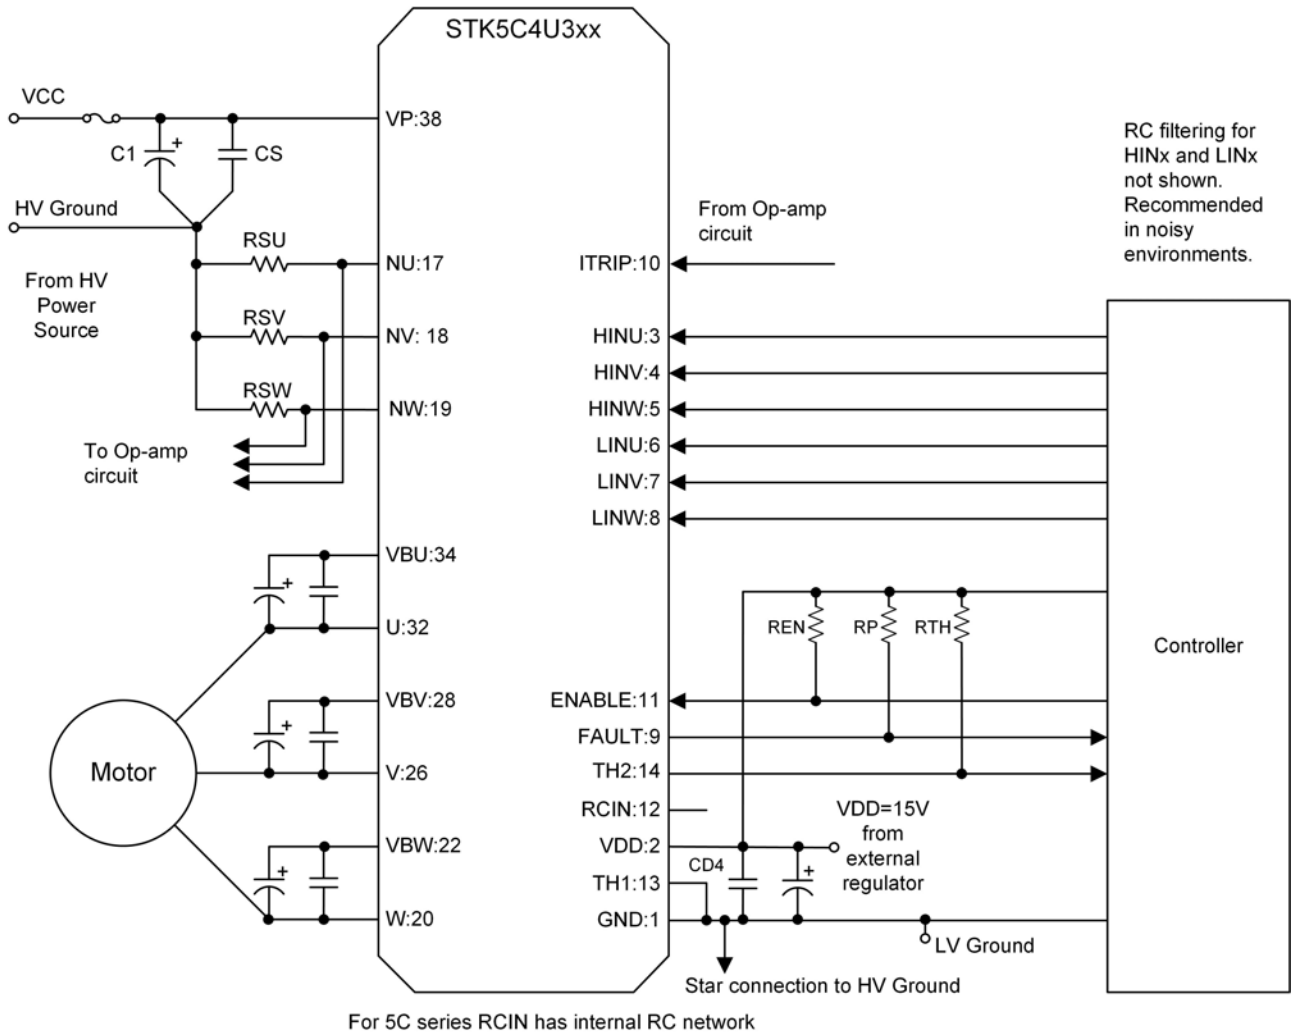 STK5C4U3xx
VCC
VP:38
C1
+
CS
HV Ground
From HV
Power
Source
RSU
NU:17
RSV
NV: 18
RSW
NW:19
To Op-amp
circuit
VBU:34
+
U:32
VBV:28
+
V:26
Motor
VBW:22
+
W:20
From Op-amp
circuit
ITRIP:10
HINU:3
HINV:4
HINW:5
LINU:6
LINV:7
LINW:8
RC filtering for
HINx and LINx
not shown.
Recommended
in noisy
environments.
REN
RP
RTH
Controller
ENABLE:11
FAULT:9
TH2:14
RCIN:12
VDD:2
VDD=15V
from
external
regulator
CD4
+
TH1:13
GND:1
LV Ground
Star connection to HV Ground
For 5C series RCIN has internal RC network